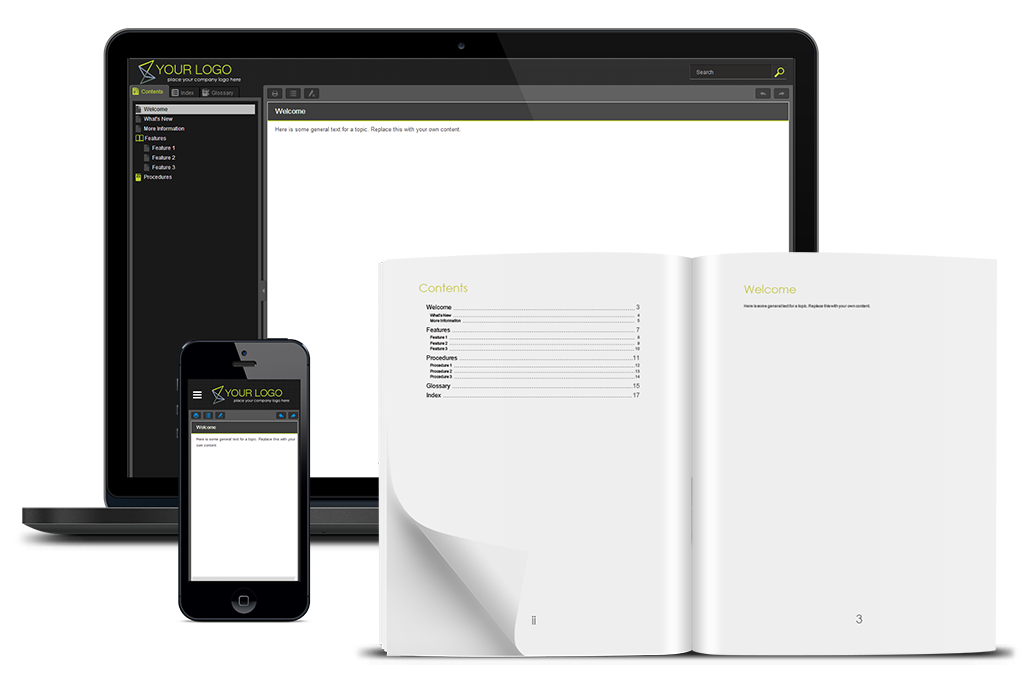 YOUR LOGO
place your company logo here
Search
Contents
Index
Glossary
Welcome
What's New
More Information
Features
Feature 1
Feature 2
Feature 3
Procedures
Welcome
Here is some general text for a topic. Replace this with your own content.
YOUR LOGO
place your company logo here
Welcome
Here is some general text for a topic. Replace this with your
own content.
Contents
Welcome 3
What's New 4
More Information 5
Features 7
Feature 1 8
Feature 2 9
Feature 3 10
Procedures 11
Procedure 1 12
Procedure 2 13
Procedure 3 14
Glossary 15
Index 17
ii
Welcome
Here is some general text for a topic. Replace this with your own content.
3